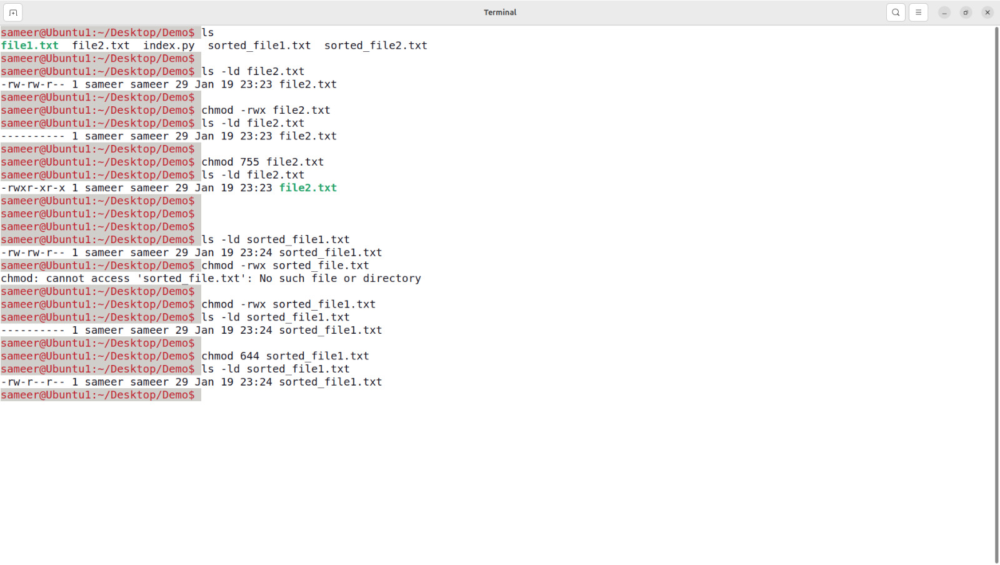 Terminal
sameer@Ubuntu1:~/Desktop/Demo$ ls
file1.txt  file2.txt  index.py  sorted_file1.txt  sorted_file2.txt
sameer@Ubuntu1:~/Desktop/Demo$
sameer@Ubuntu1:~/Desktop/Demo$ ls -ld file2.txt
-rw-rw-r-- 1 sameer sameer 29 Jan 19 23:23 file2.txt
sameer@Ubuntu1:~/Desktop/Demo$
sameer@Ubuntu1:~/Desktop/Demo$ chmod -rwx file2.txt
sameer@Ubuntu1:~/Desktop/Demo$ ls -ld file2.txt
---------- 1 sameer sameer 29 Jan 19 23:23 file2.txt
sameer@Ubuntu1:~/Desktop/Demo$
sameer@Ubuntu1:~/Desktop/Demo$ chmod 755 file2.txt
sameer@Ubuntu1:~/Desktop/Demo$ ls -ld file2.txt
-rwxr-xr-x 1 sameer sameer 29 Jan 19 23:23 file2.txt
sameer@Ubuntu1:~/Desktop/Demo$
sameer@Ubuntu1:~/Desktop/Demo$
sameer@Ubuntu1:~/Desktop/Demo$
sameer@Ubuntu1:~/Desktop/Demo$ ls -ld sorted_file1.txt
-rw-rw-r-- 1 sameer sameer 29 Jan 19 23:24 sorted_file1.txt
sameer@Ubuntu1:~/Desktop/Demo$ chmod -rwx sorted_file.txt
chmod: cannot access 'sorted_file.txt': No such file or directory
sameer@Ubuntu1:~/Desktop/Demo$
sameer@Ubuntu1:~/Desktop/Demo$ chmod -rwx sorted_file1.txt
sameer@Ubuntu1:~/Desktop/Demo$ ls -ld sorted_file1.txt
---------- 1 sameer sameer 29 Jan 19 23:24 sorted_file1.txt
sameer@Ubuntu1:~/Desktop/Demo$
sameer@Ubuntu1:~/Desktop/Demo$ chmod 644 sorted_file1.txt
sameer@Ubuntu1:~/Desktop/Demo$ ls -ld sorted_file1.txt
-rw-r--r-- 1 sameer sameer 29 Jan 19 23:24 sorted_file1.txt
sameer@Ubuntu1:~/Desktop/Demo$